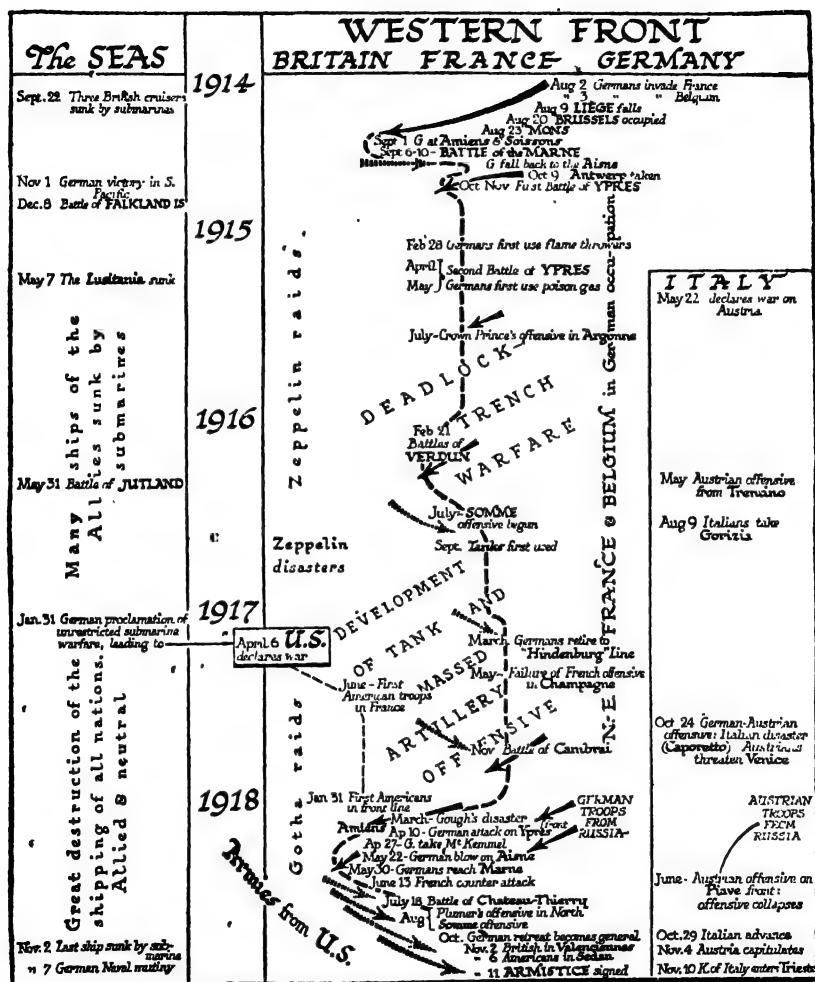 The SEAS
Sept. 22 Three British cruisers
sunk by submarines
Nov 1 German victory in S.
Pacific
Dec. 8 Battle of FALKLAND IS
May 7 The Lusitania sunk
Many ships of the
Allies sunk by
submarines
May 31 Battle of JUTLAND
Jan. 31 German proclamation of
unrestricted submarine
warfare, leading to
Great destruction of the
shipping of all nations.
Allied & neutral
Nov. 2 Last ship sunk by sub-
marine
" 7 German Naval mutiny
1914
1915
1916
1917
1918
April 6 U.S.
declares war
WESTERN FRONT
BRITAIN FRANCE GERMANY
Aug 2 Germans invade France
" 3 " " Belgium
Aug 9 LIÈGE falls
Aug 20 BRUSSELS occupied
Aug 23 MONS
Sept 1 G at Amiens & Soissons
Sept 6-10- BATTLE of the MARNE
G fall back to the Aisne
Oct 9 Antwerp taken
Oct Nov First Battle of YPRES
Feb 28 Germans first use flame throwers
April Second Battle of YPRES
May Germans first use poison gas
July-Crown Prince's offensive in Argonne
Zeppelin raids
DEADLOCK-
TRENCH
WARFARE
Feb 21
Battles of
VERDUN
July- SOMME
offensive begun
Sept. Tanks first used
Zeppelin
disasters
N. E. FRANCE & BELGIUM in German occupation
DEVELOPMENT
OF TANK AND
MASSED
ARTILLERY
OFFENSIVE
March Germans retire to
"Hindenburg" Line
May- Failure of French offensive
in Champagne
June-First
American troops
in France
Nov Battle of Cambrai
Gotha raids
Jan 31 First Americans
in front line
March-Gough's disaster
Amiens
front
GERMAN
TROOPS
FROM
RUSSIA
Ap 10-German attack on Ypres
Ap 27-G. take Mt Kemmel
May 22-German blow on Aisne
May 30-Germans reach Marne
June 13 French counter attack
July 18 Battle of Chateau-Thierry
Aug Plumer's offensive in North
Somme offensive
Oct. German retreat becomes general
Nov. 2 British in Valenciennes
" 6 Americans in Sedan
" 11 ARMISTICE signed
Armies from U.S.
ITALY
May 22 declares war on
Austria
May Austrian offensive
from Trentino
Aug 9 Italians take
Gorizia
Oct 24 German-Austrian
offensive: Italian disaster
(Caporetto) Austrians
threaten Venice
AUSTRIAN
TROOPS
FROM
RUSSIA
June- Austrian offensive on
Piave front:
offensive collapses
Oct. 29 Italian advance
Nov. 4 Austria capitulates
Nov. 10 K. of Italy enters Trieste